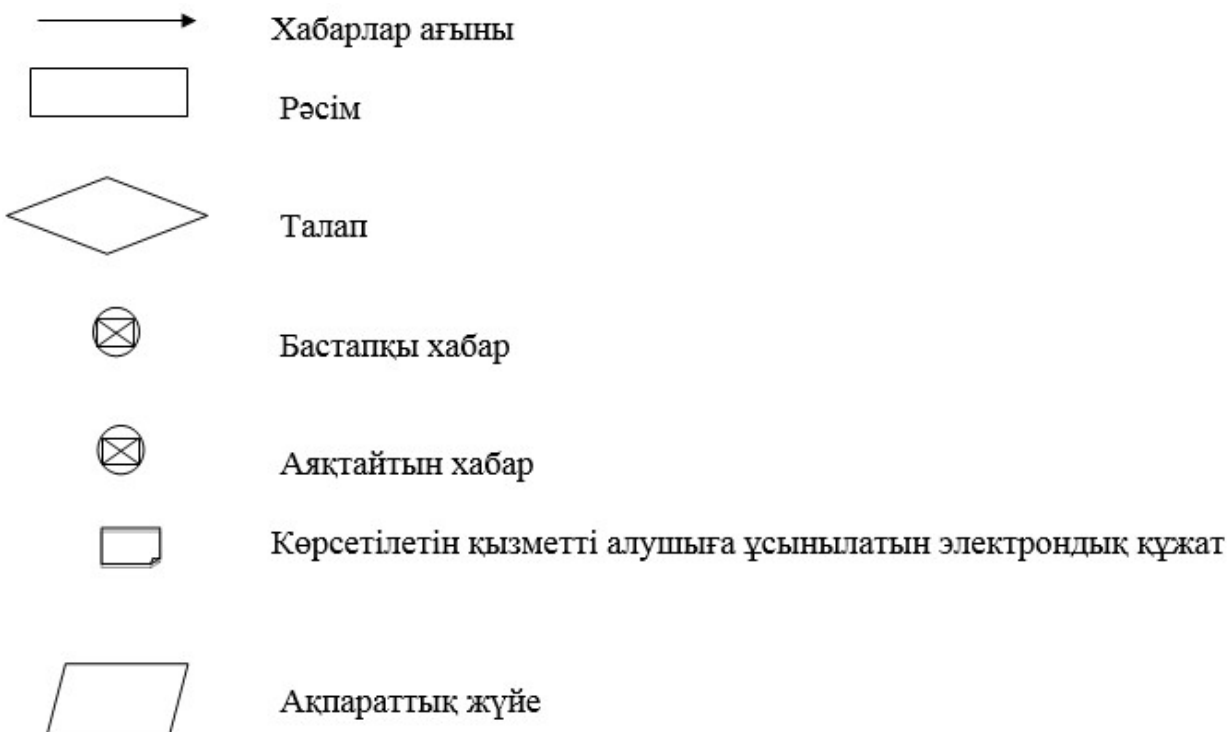 Хабарлар ағыны
Рәсім
Талап
Бастапқы хабар
Аяқтайтын хабар
Көрсетілетін қызметті алушыға ұсынылатын электрондық құжат
Ақпараттық жүйе